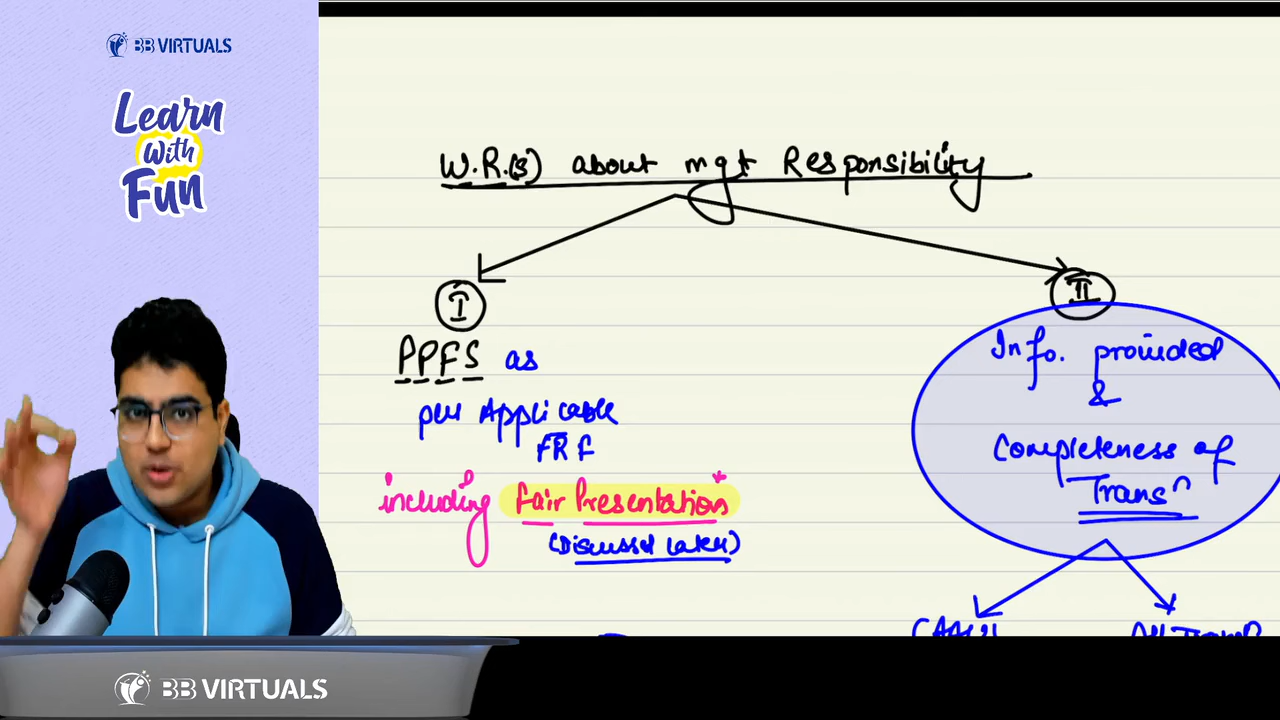 BB VIRTUALS
Learn
With
Fun
W.R.(s) about mgt Responsibility
I
PPFS as
per Applicable
FRF
including Fair Presentation*
(Discussed Later)
II
Info. provided
&
Completeness of
Transⁿ
BB VIRTUALS